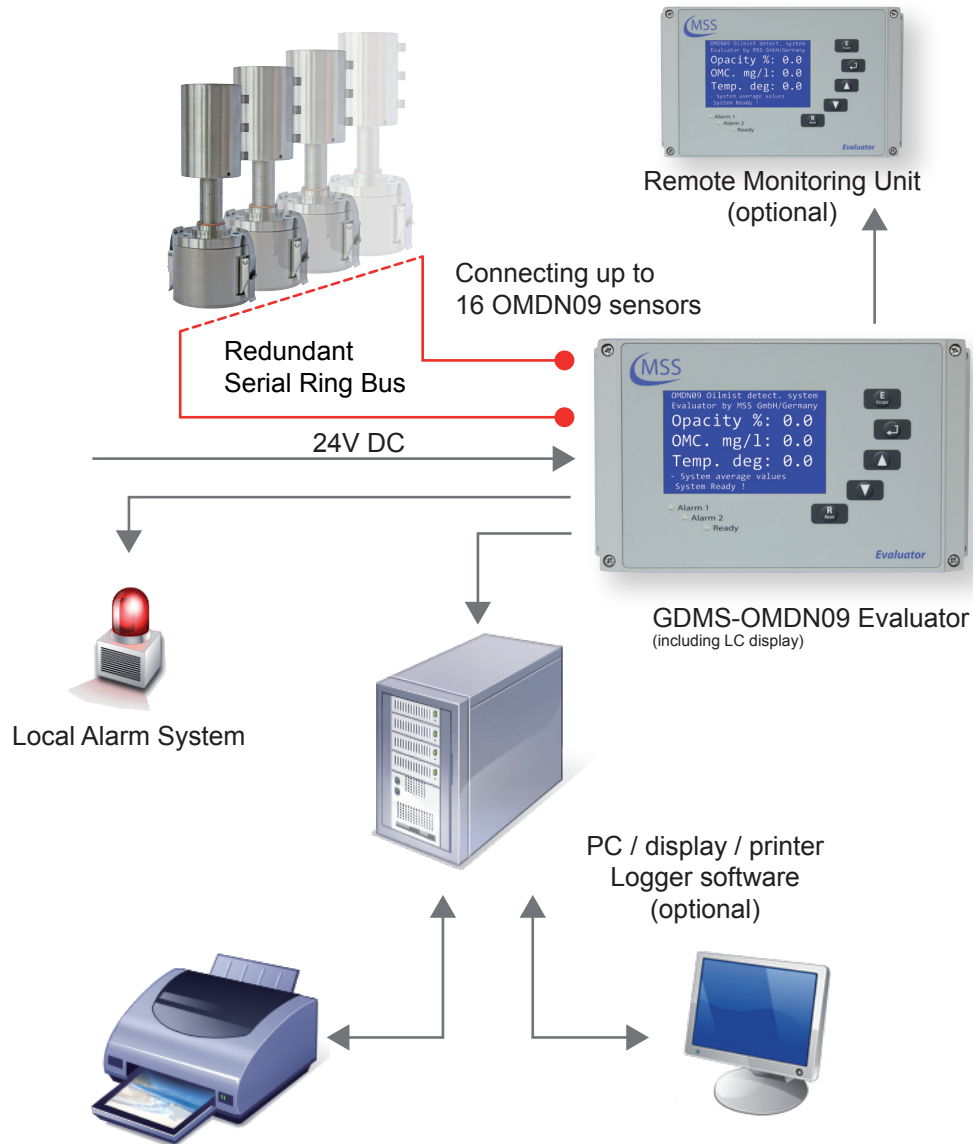 MSS
OMDN09 Oilmist detect. system
Evaluator by MSS GmbH/Germany
Opacity %: 0.0
OMC. mg/l: 0.0
Temp. deg: 0.0
- System average values
System Ready !
Alarm 1
Alarm 2
Ready
E
Escape
R
Reset
Evaluator
Remote Monitoring Unit
(optional)
Connecting up to
16 OMDN09 sensors
Redundant
Serial Ring Bus
24V DC
MSS
OMDN09 Oilmist detect. system
Evaluator by MSS GmbH/Germany
Opacity %: 0.0
OMC. mg/l: 0.0
Temp. deg: 0.0
- System average values
System Ready !
Alarm 1
Alarm 2
Ready
E
Escape
R
Reset
Evaluator
GDMS-OMDN09 Evaluator
(including LC display)
Local Alarm System
PC / display / printer
Logger software
(optional)